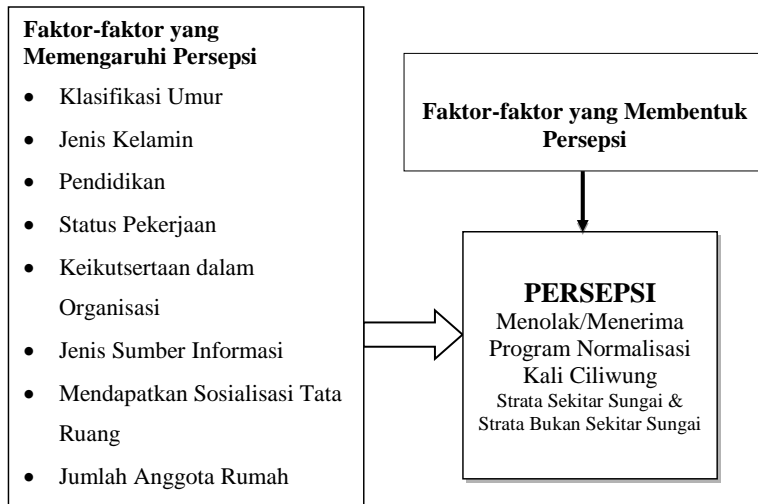 Faktor-faktor yang
Memengaruhi Persepsi
• Klasifikasi Umur
• Jenis Kelamin
• Pendidikan
• Status Pekerjaan
• Keikutsertaan dalam
Organisasi
• Jenis Sumber Informasi
• Mendapatkan Sosialisasi Tata
Ruang
• Jumlah Anggota Rumah
Faktor-faktor yang Membentuk
Persepsi
PERSEPSI
Menolak/Menerima
Program Normalisasi
Kali Ciliwung
Strata Sekitar Sungai &
Strata Bukan Sekitar Sungai